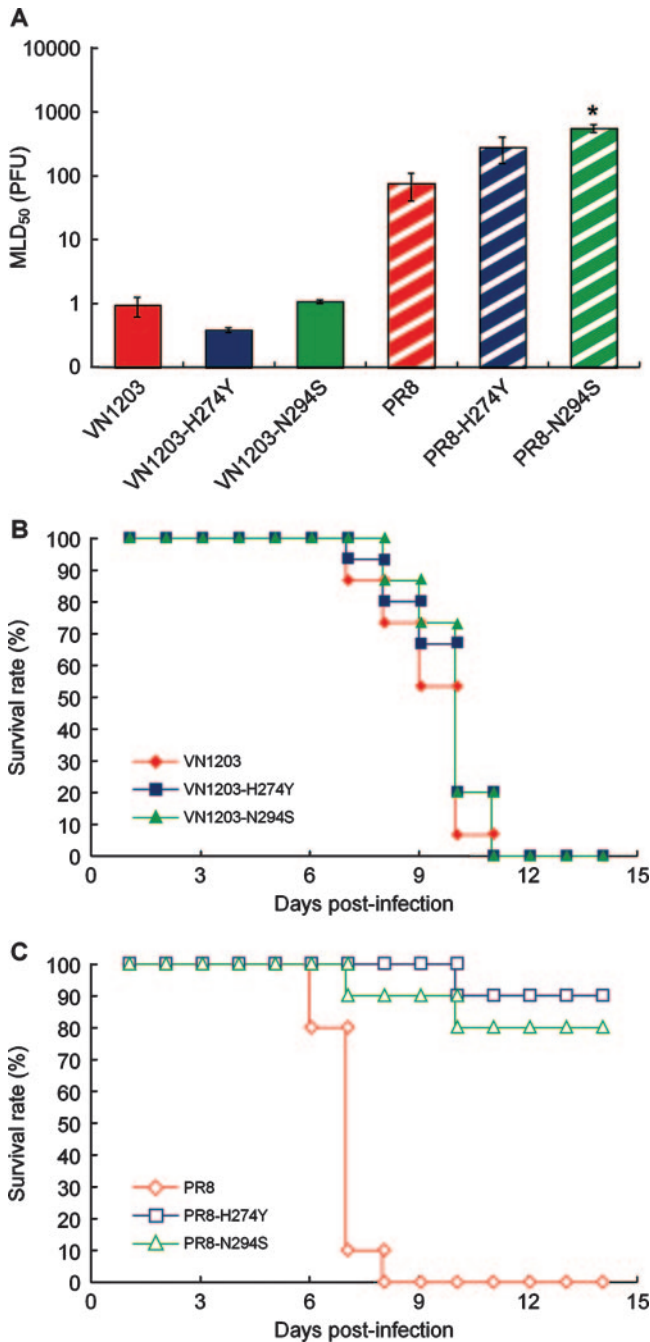 A
10000
1000
100
10
1
0
MLD50 (PFU)
*
VN1203
VN1203-H274Y
VN1203-N294S
PR8
PR8-H274Y
PR8-N294S
B
100
90
80
70
60
50
40
30
20
10
0
Survival rate (%)
VN1203
VN1203-H274Y
VN1203-N294S
0 3 6 9 12 15
Days post-infection
C
100
90
80
70
60
50
40
30
20
10
0
Survival rate (%)
PR8
PR8-H274Y
PR8-N294S
0 3 6 9 12 15
Days post-infection